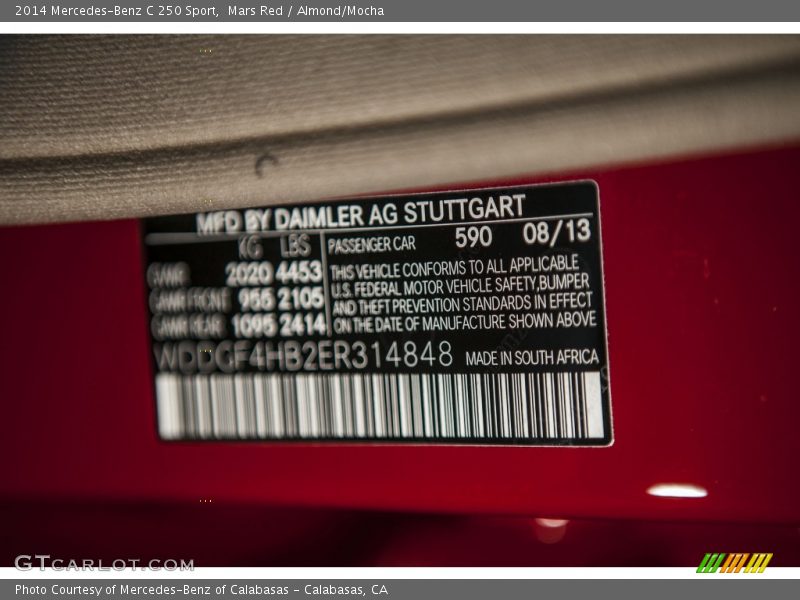 2014 Mercedes-Benz C 250 Sport,  Mars Red / Almond/Mocha
MFD BY DAIMLER AG STUTTGART
KG LBS PASSENGER CAR 590 08/13
GVWR 2020 4453 THIS VEHICLE CONFORMS TO ALL APPLICABLE
GAWR FRONT 955 2105 U.S. FEDERAL MOTOR VEHICLE SAFETY,BUMPER
AND THEFT PREVENTION STANDARDS IN EFFECT
GAWR REAR 1095 2414 ON THE DATE OF MANUFACTURE SHOWN ABOVE
WDDGF4HB2ER314848 MADE IN SOUTH AFRICA
GTcarlot.com
Photo Courtesy of Mercedes-Benz of Calabasas - Calabasas, CA